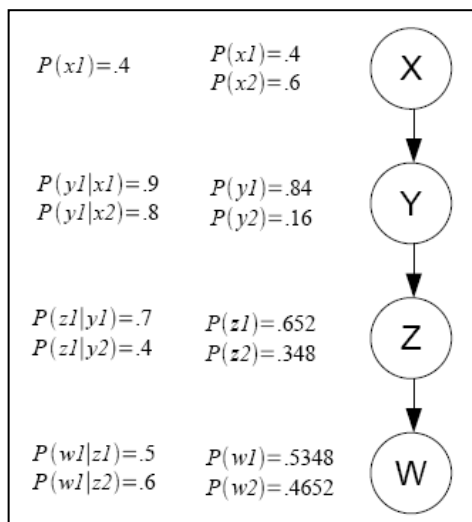 P(x1)=.4
P(x1)=.4
P(x2)=.6
X
P(y1|x1)=.9
P(y1|x2)=.8
P(y1)=.84
P(y2)=.16
Y
P(z1|y1)=.7
P(z1|y2)=.4
P(z1)=.652
P(z2)=.348
Z
P(w1|z1)=.5
P(w1|z2)=.6
P(w1)=.5348
P(w2)=.4652
W